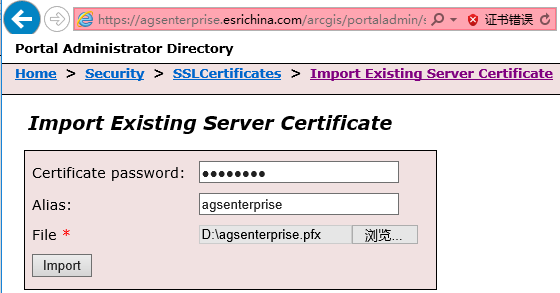 https://agsenterprise.esrichina.com/arcgis/portaladmin/s 证书错误
Portal Administrator Directory
Home > Security > SSLCertificates > Import Existing Server Certificate
Import Existing Server Certificate
Certificate password: ●●●●●●●●
Alias: agsenterprise
File * D:\agsenterprise.pfx 浏览...
Import